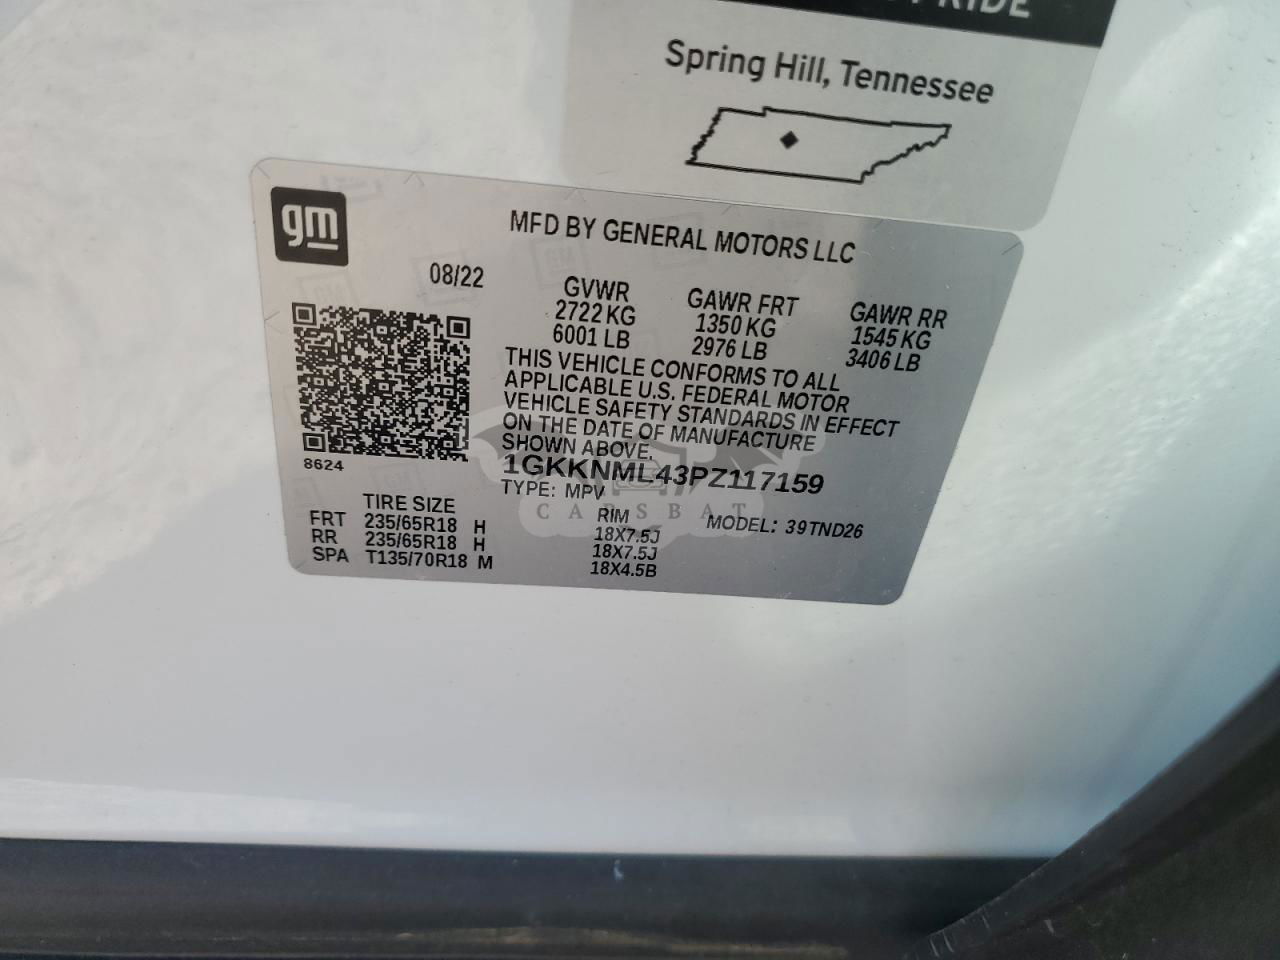 PRIDE
Spring Hill, Tennessee
gm
MFD BY GENERAL MOTORS LLC
08/22
GVWR
2722 KG
6001 LB
GAWR FRT
1350 KG
2976 LB
GAWR RR
1545 KG
3406 LB
THIS VEHICLE CONFORMS TO ALL
APPLICABLE U.S. FEDERAL MOTOR
VEHICLE SAFETY STANDARDS IN EFFECT
ON THE DATE OF MANUFACTURE
SHOWN ABOVE.
8624
1GKKNML43PZ117159
TYPE: MPV
MODEL: 39TND26
TIRE SIZE RIM
FRT 235/65R18 H 18X7.5J
RR 235/65R18 H 18X7.5J
SPA T135/70R18 M 18X4.5B
CARSBAT